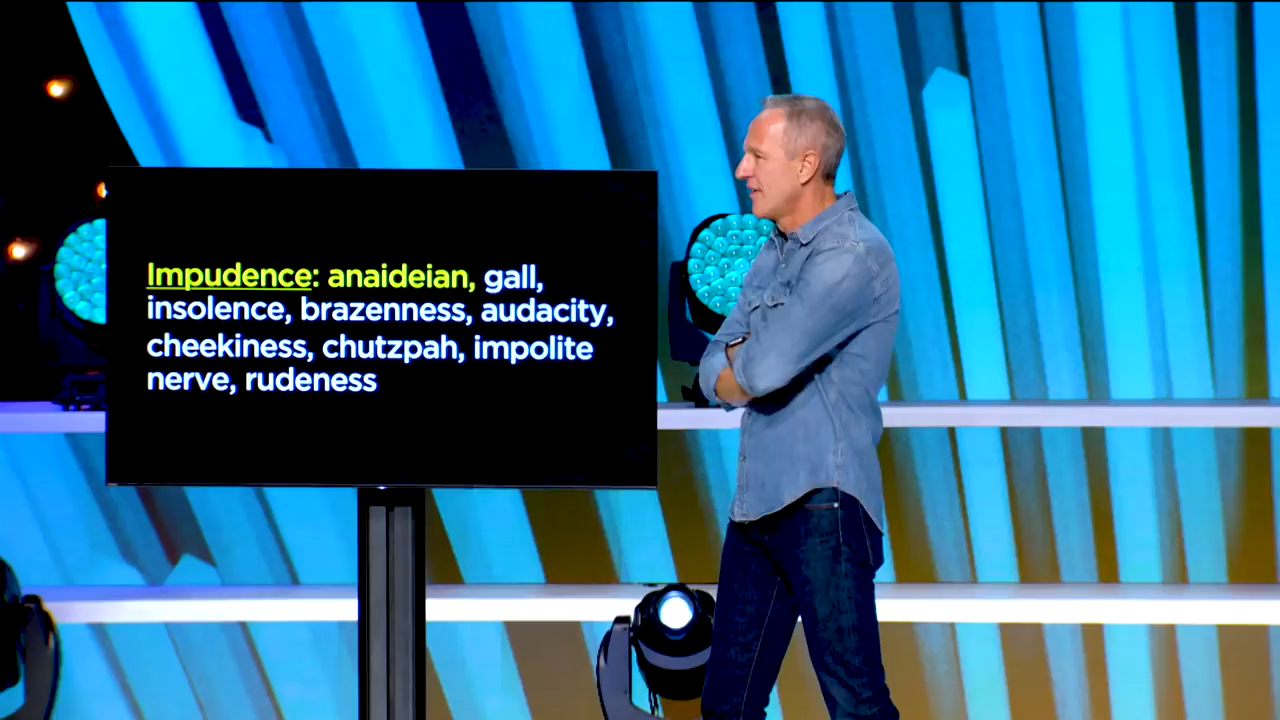 Impudence: anaideian, gall,
insolence, brazenness, audacity,
cheekiness, chutzpah, impolite
nerve, rudeness